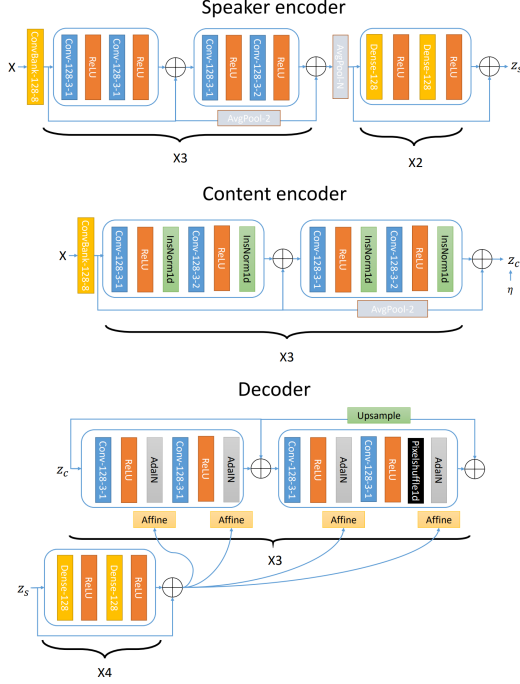 Speaker encoder
X
ConvBank-128-8
Conv-128-3-1
ReLU
Conv-128-3-1
ReLU
Conv-128-3-1
ReLU
Conv-128-3-1
ReLU
AvgPool-N
Dense-128
ReLU
Dense-128
ReLU
z_s
AvgPool-2
X3
X2
Content encoder
X
ConvBank-128-8
Conv-128-3-1
ReLU
InsNorm1d
Conv-128-3-2
ReLU
InsNorm1d
Conv-128-3-1
ReLU
InsNorm1d
Conv-128-3-2
ReLU
InsNorm1d
z_c
AvgPool-2
η
X3
Decoder
Upsample
z_c
Conv-128-3-1
ReLU
AdaIN
Conv-128-3-1
ReLU
AdaIN
Conv-128-3-1
ReLU
AdaIN
Conv-128-3-1
ReLU
Pixelshuffle1d
AdaIN
Affine
Affine
Affine
Affine
X3
z_s
Dense-128
ReLU
Dense-128
ReLU
X4